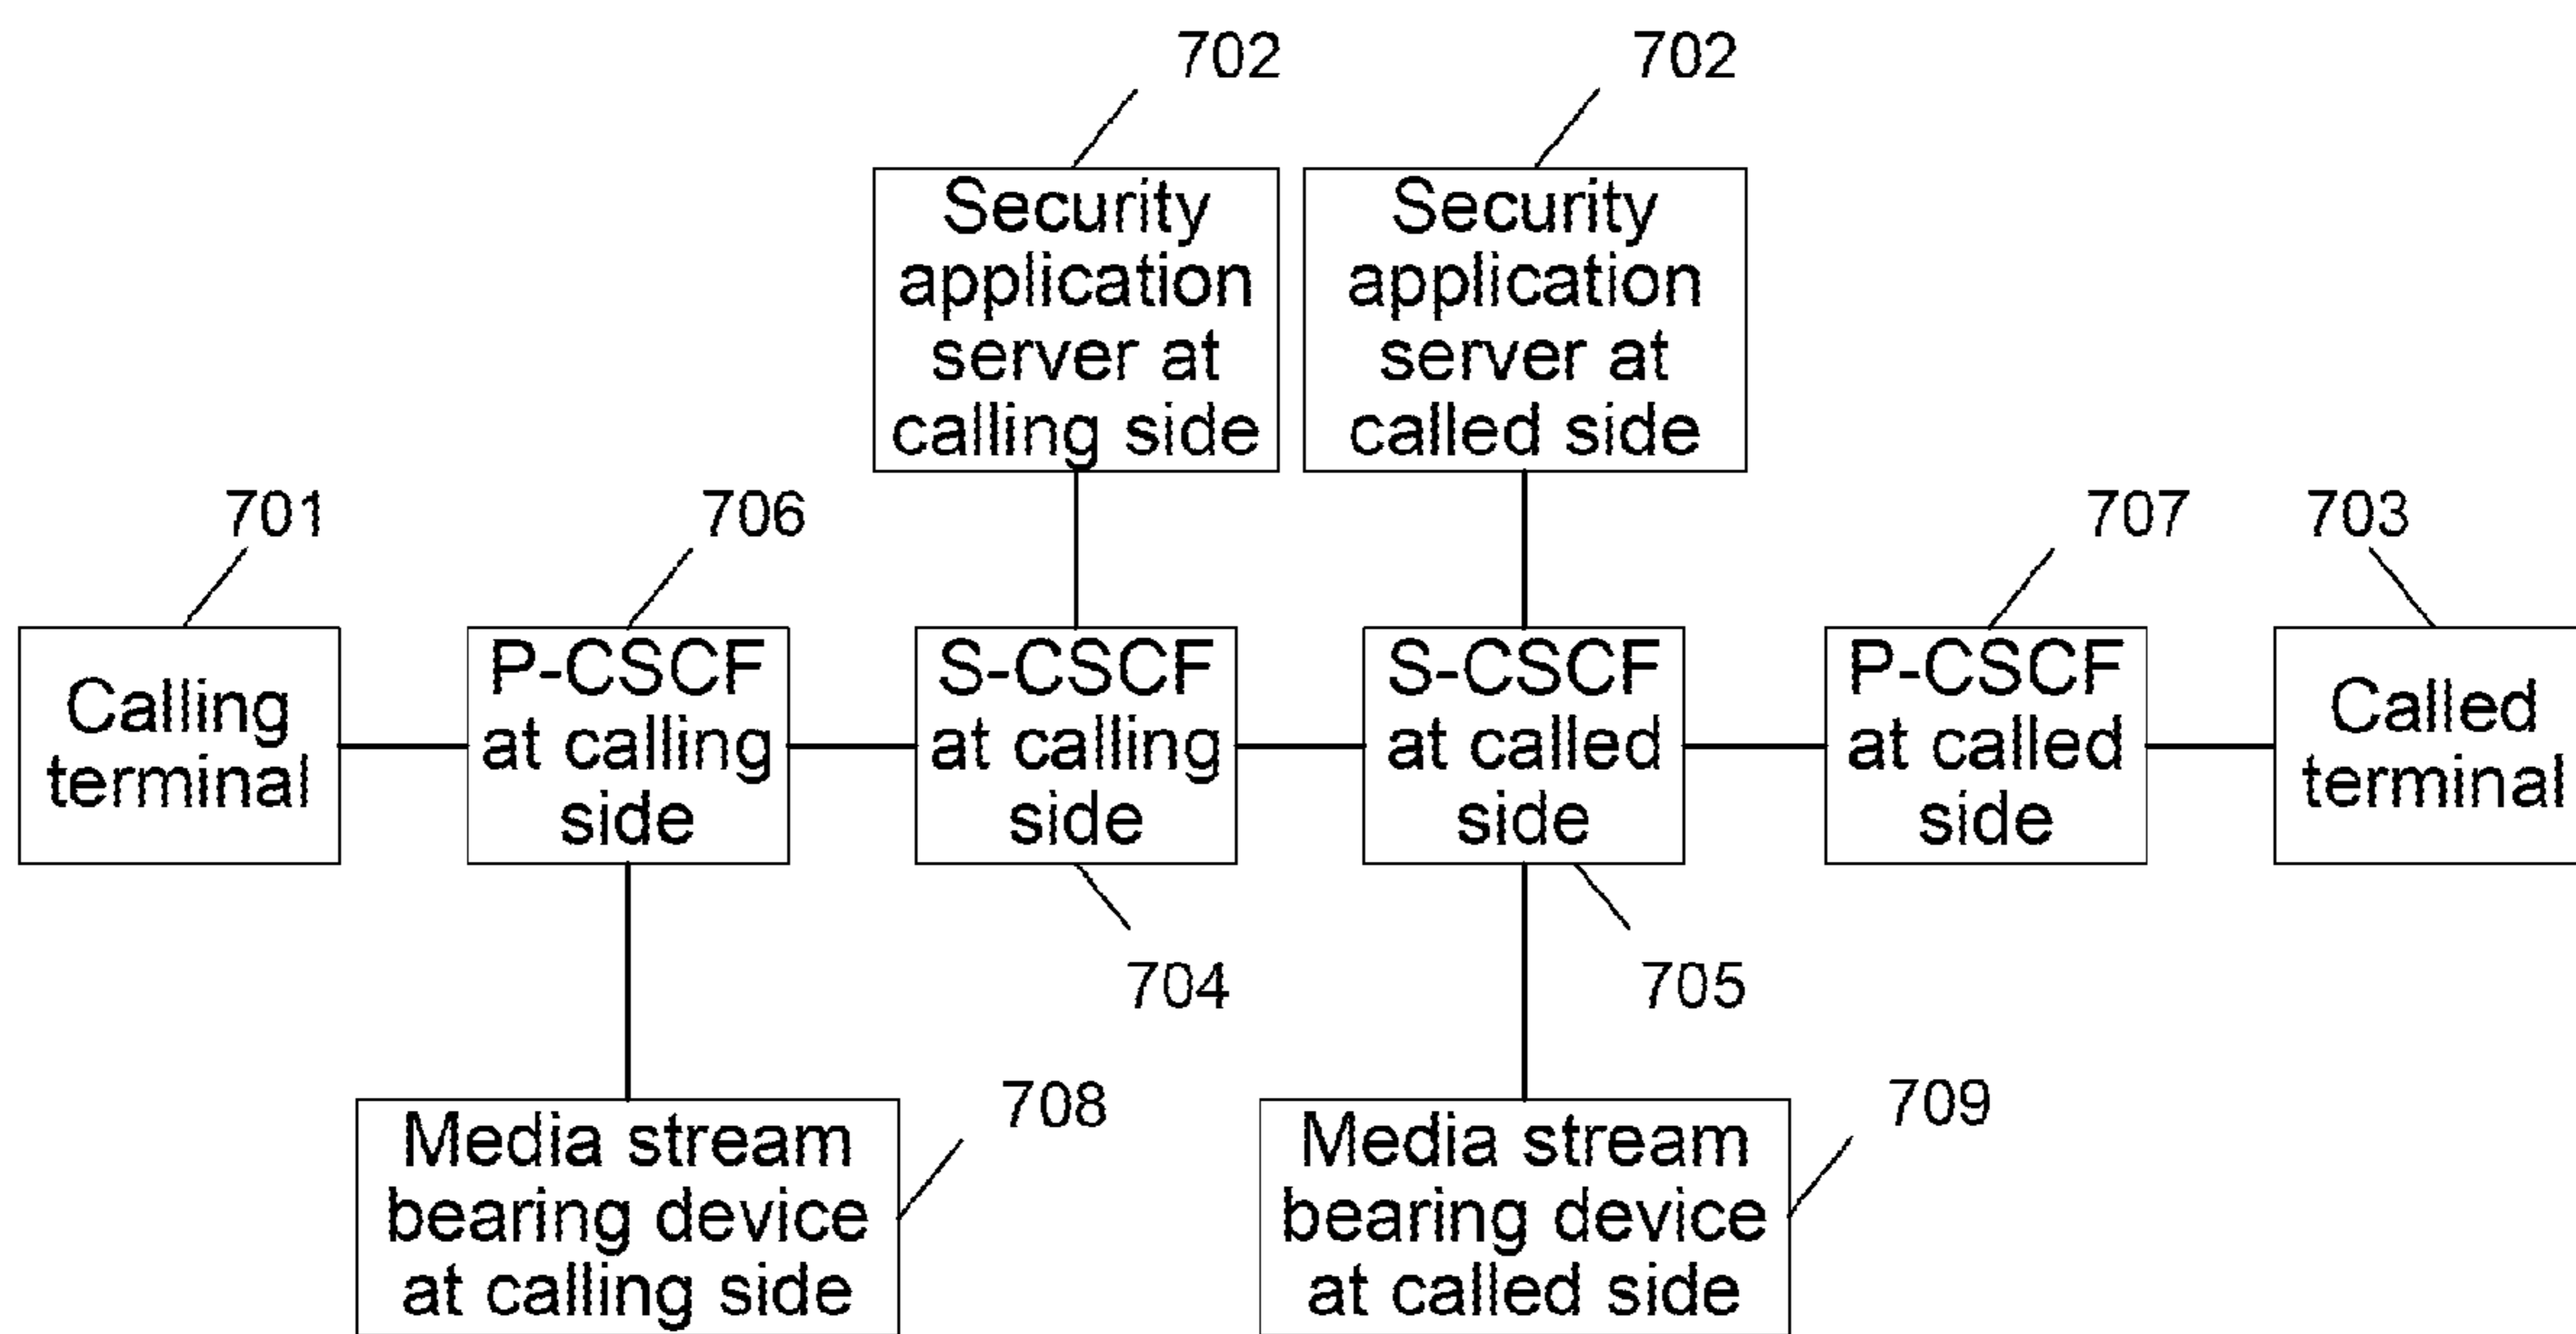 702
702
Security
application
server at
calling side
Security
application
server at
called side
701
706
707
703
Calling
terminal
P-CSCF
at calling
side
S-CSCF
at calling
side
S-CSCF
at called
side
P-CSCF
at called
side
Called
terminal
704
705
708
709
Media stream
bearing device
at calling side
Media stream
bearing device
at called side